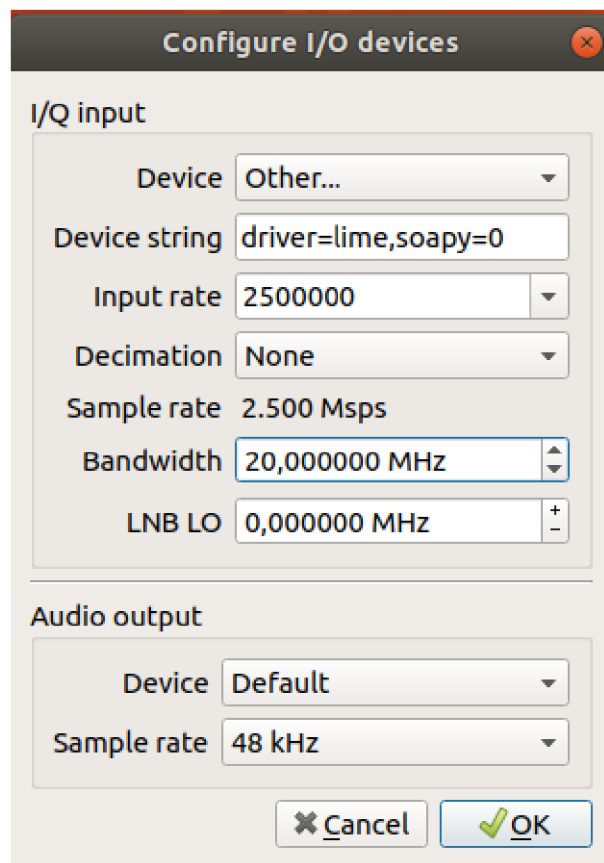 Configure I/O devices
I/Q input
Device Other...
Device string driver=lime,soapy=0
Input rate 2500000
Decimation None
Sample rate 2.500 Msps
Bandwidth 20,000000 MHz
LNB LO 0,000000 MHz
Audio output
Device Default
Sample rate 48 kHz
Cancel OK